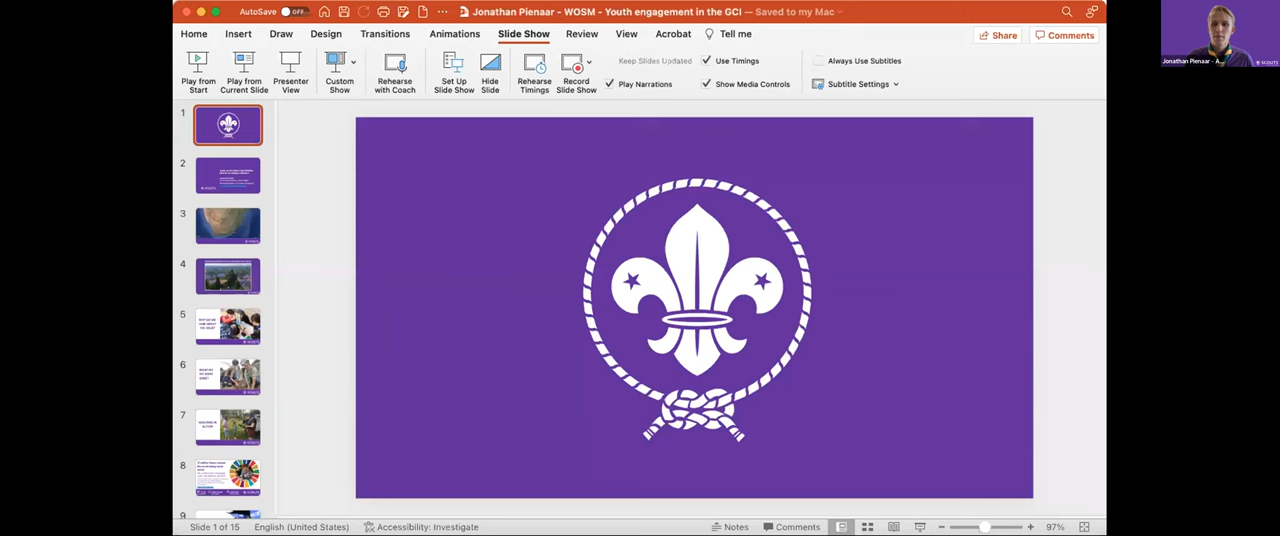 AutoSave OFF
Jonathan Pienaar - WOSM - Youth engagement in the GCI — Saved to my Mac
Home Insert Draw Design Transitions Animations Slide Show Review View Acrobat Tell me
Share Comments
Play from Start
Play from Current Slide
Presenter View
Custom Show
Rehearse with Coach
Set Up Slide Show
Hide Slide
Rehearse Timings
Record Slide Show
Keep Slides Updated
Use Timings
Play Narrations
Show Media Controls
Always Use Subtitles
Subtitle Settings
Jonathan Pienaar - A...
SCOUTS
1
2
3
4
5
6
7
8
9
Slide 1 of 15 English (United States) Accessibility: Investigate
Notes Comments 97%